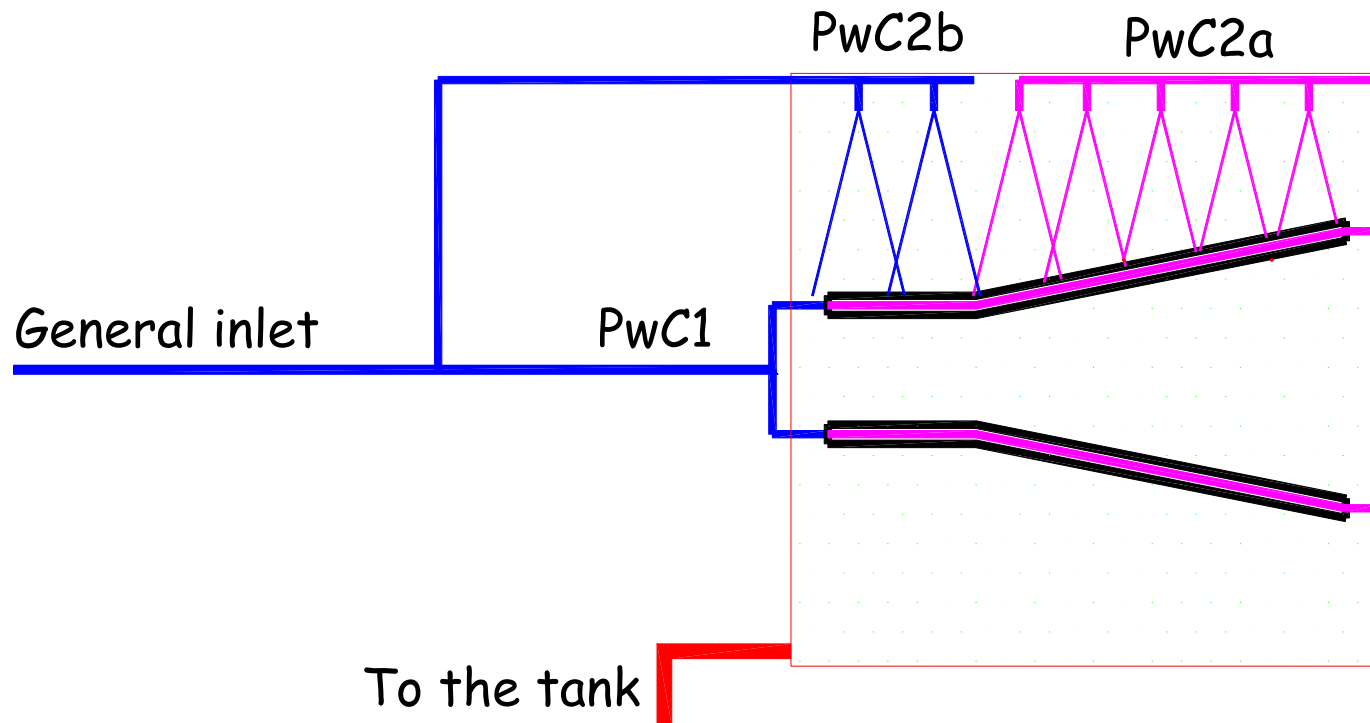 PwC2b
PwC2a
General inlet
PwC1
To the tank